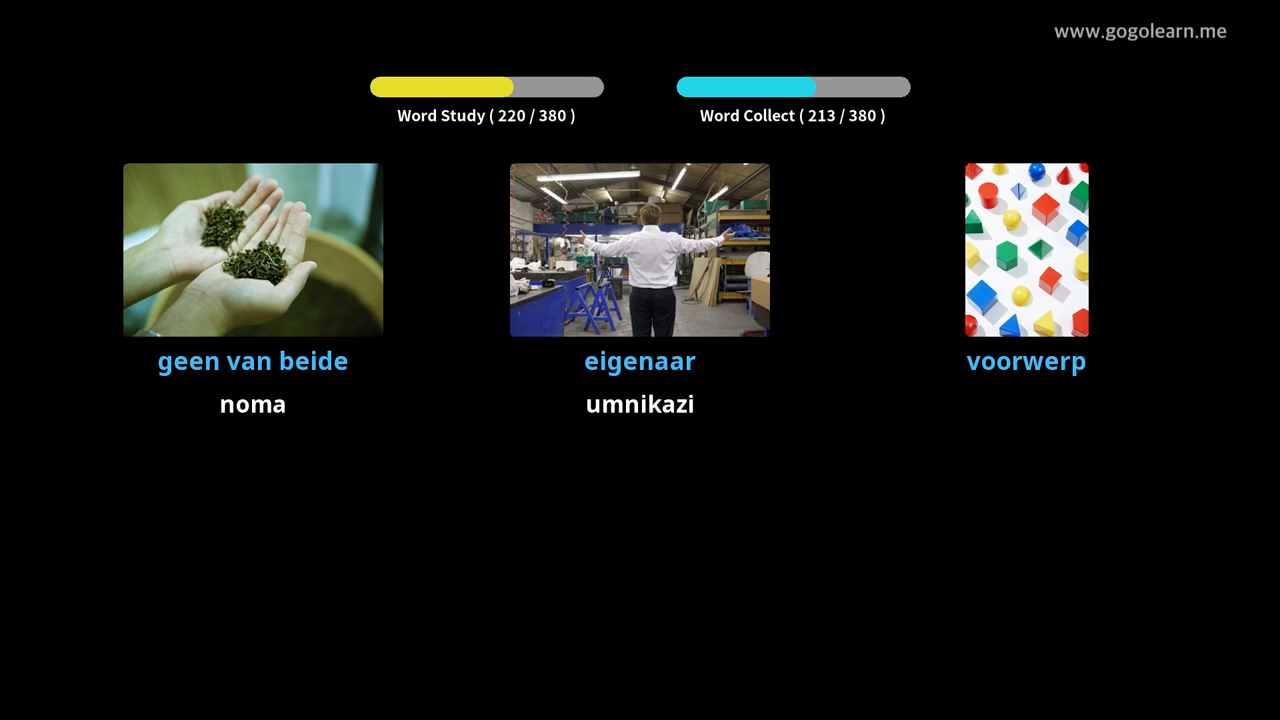 www.gogolearn.me
Word Study ( 220 / 380 )
Word Collect ( 213 / 380 )
geen van beide
eigenaar
voorwerp
noma
umnikazi